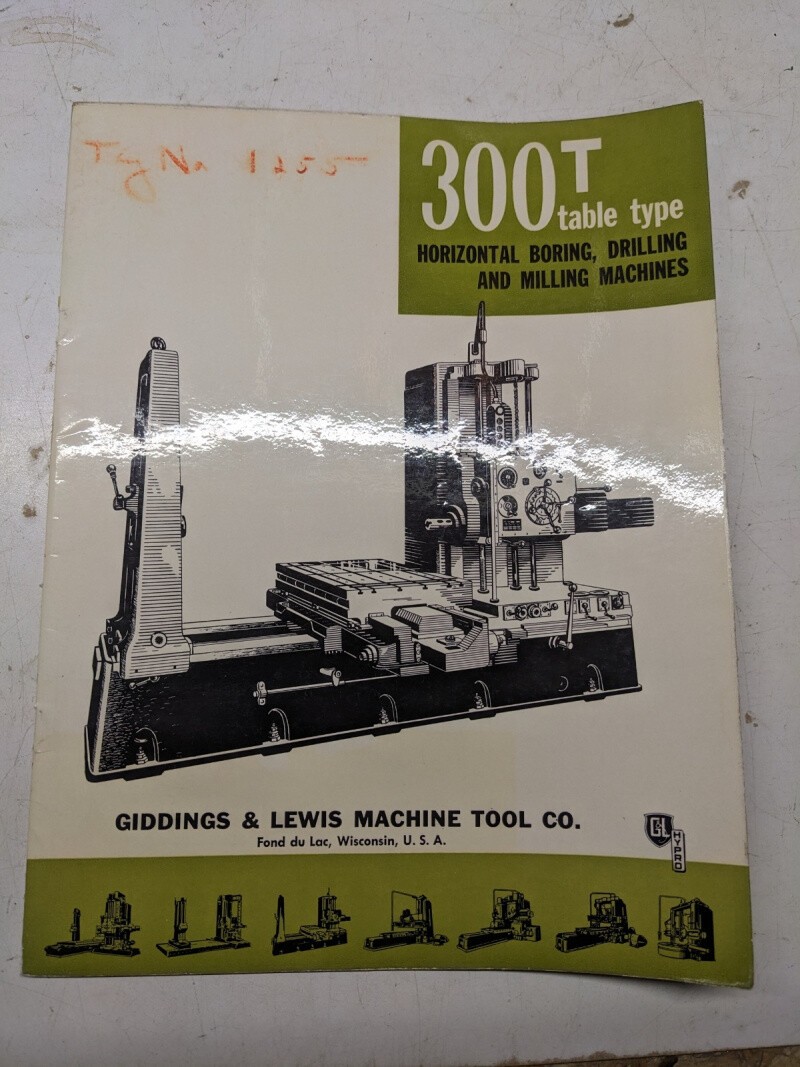 Tag No 1255
300T
table type
HORIZONTAL BORING, DRILLING
AND MILLING MACHINES
GIDDINGS & LEWIS MACHINE TOOL CO.
Fond du Lac, Wisconsin, U. S. A.
G&L
HYPRO